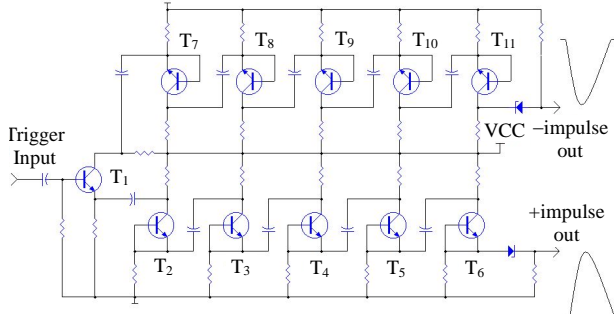 T7
T8
T9
T10
T11
VCC
−impulse
out
Trigger
Input
T1
+impulse
out
T2
T3
T4
T5
T6